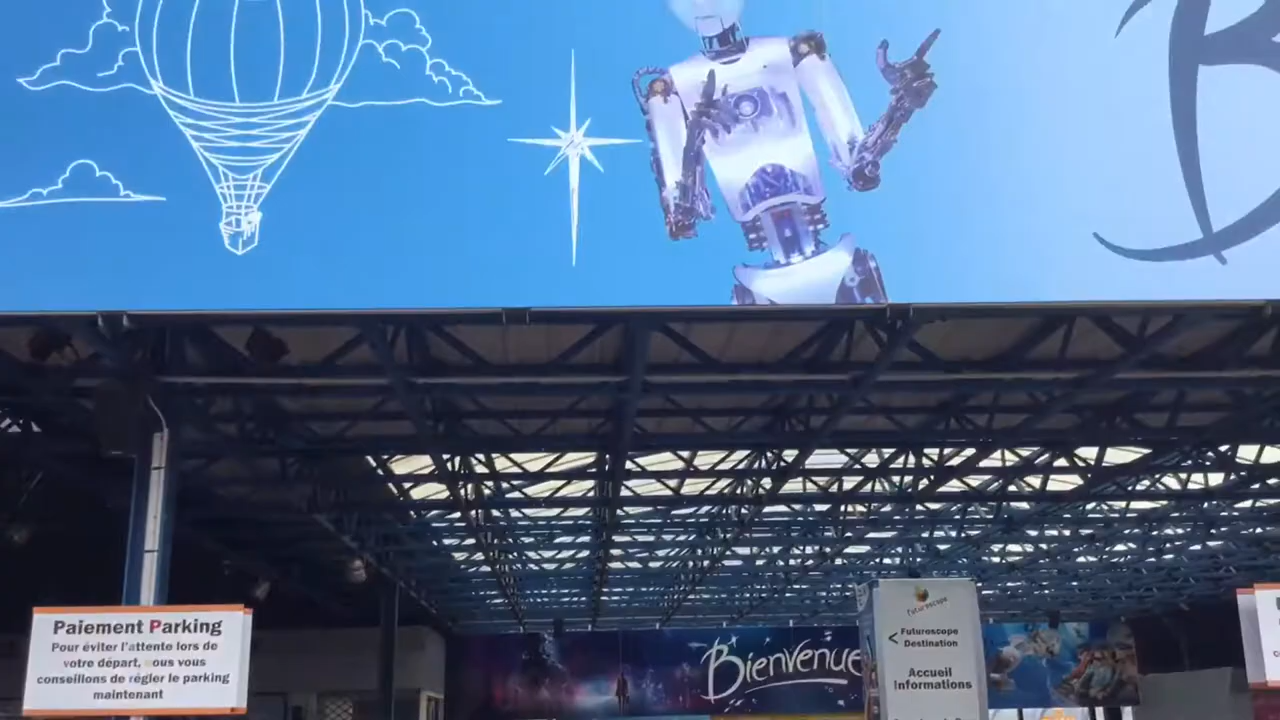 B
Paiement Parking
Pour éviter l'attente lors de
votre départ, nous vous
conseillons de régler le parking
maintenant
Bienvenue
Futuroscope
< Futuroscope
Destination
Accueil
Informations